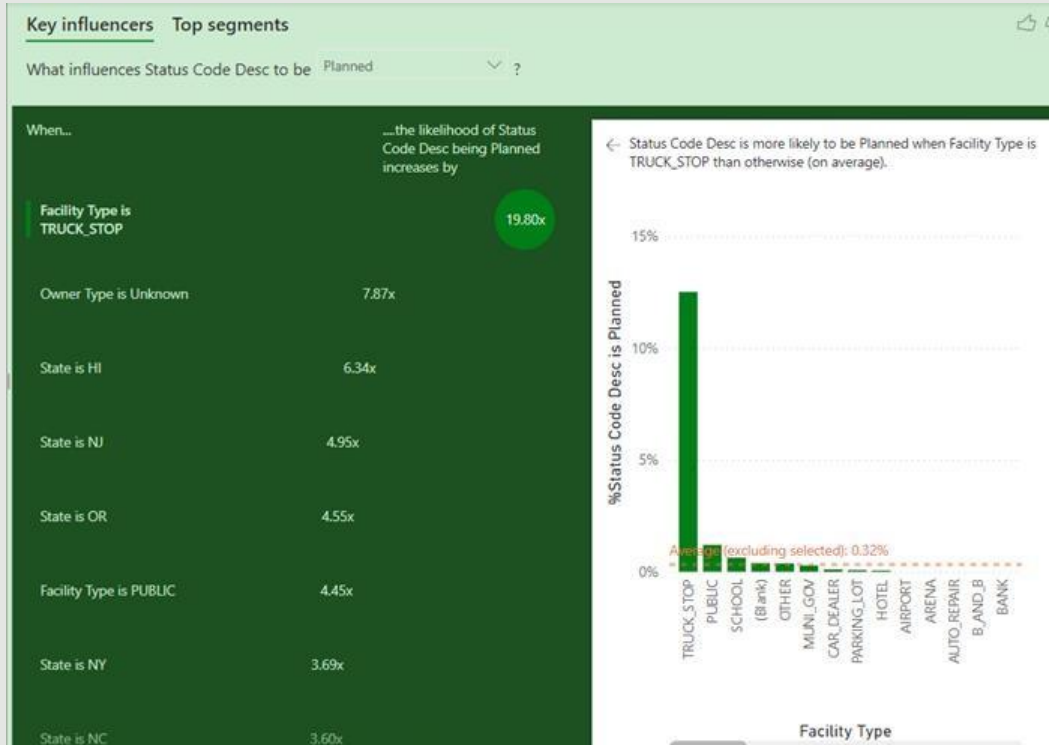 Key influencers Top segments
What influences Status Code Desc to be Planned ?
When...
....the likelihood of Status
Code Desc being Planned
increases by
Facility Type is
TRUCK_STOP
19.80x
Owner Type is Unknown 7.87x
State is HI 6.34x
State is NJ 4.95x
State is OR 4.55x
Facility Type is PUBLIC 4.45x
State is NY 3.69x
State is NC 3.60x
← Status Code Desc is more likely to be Planned when Facility Type is
TRUCK_STOP than otherwise (on average).
%Status Code Desc is Planned
15%
10%
5%
0%
Average (excluding selected): 0.32%
TRUCK_STOP
PUBLIC
SCHOOL
(Blank)
OTHER
MUNI_GOV
CAR_DEALER
PARKING_LOT
HOTEL
AIRPORT
ARENA
AUTO_REPAIR
B_AND_B
BANK
Facility Type